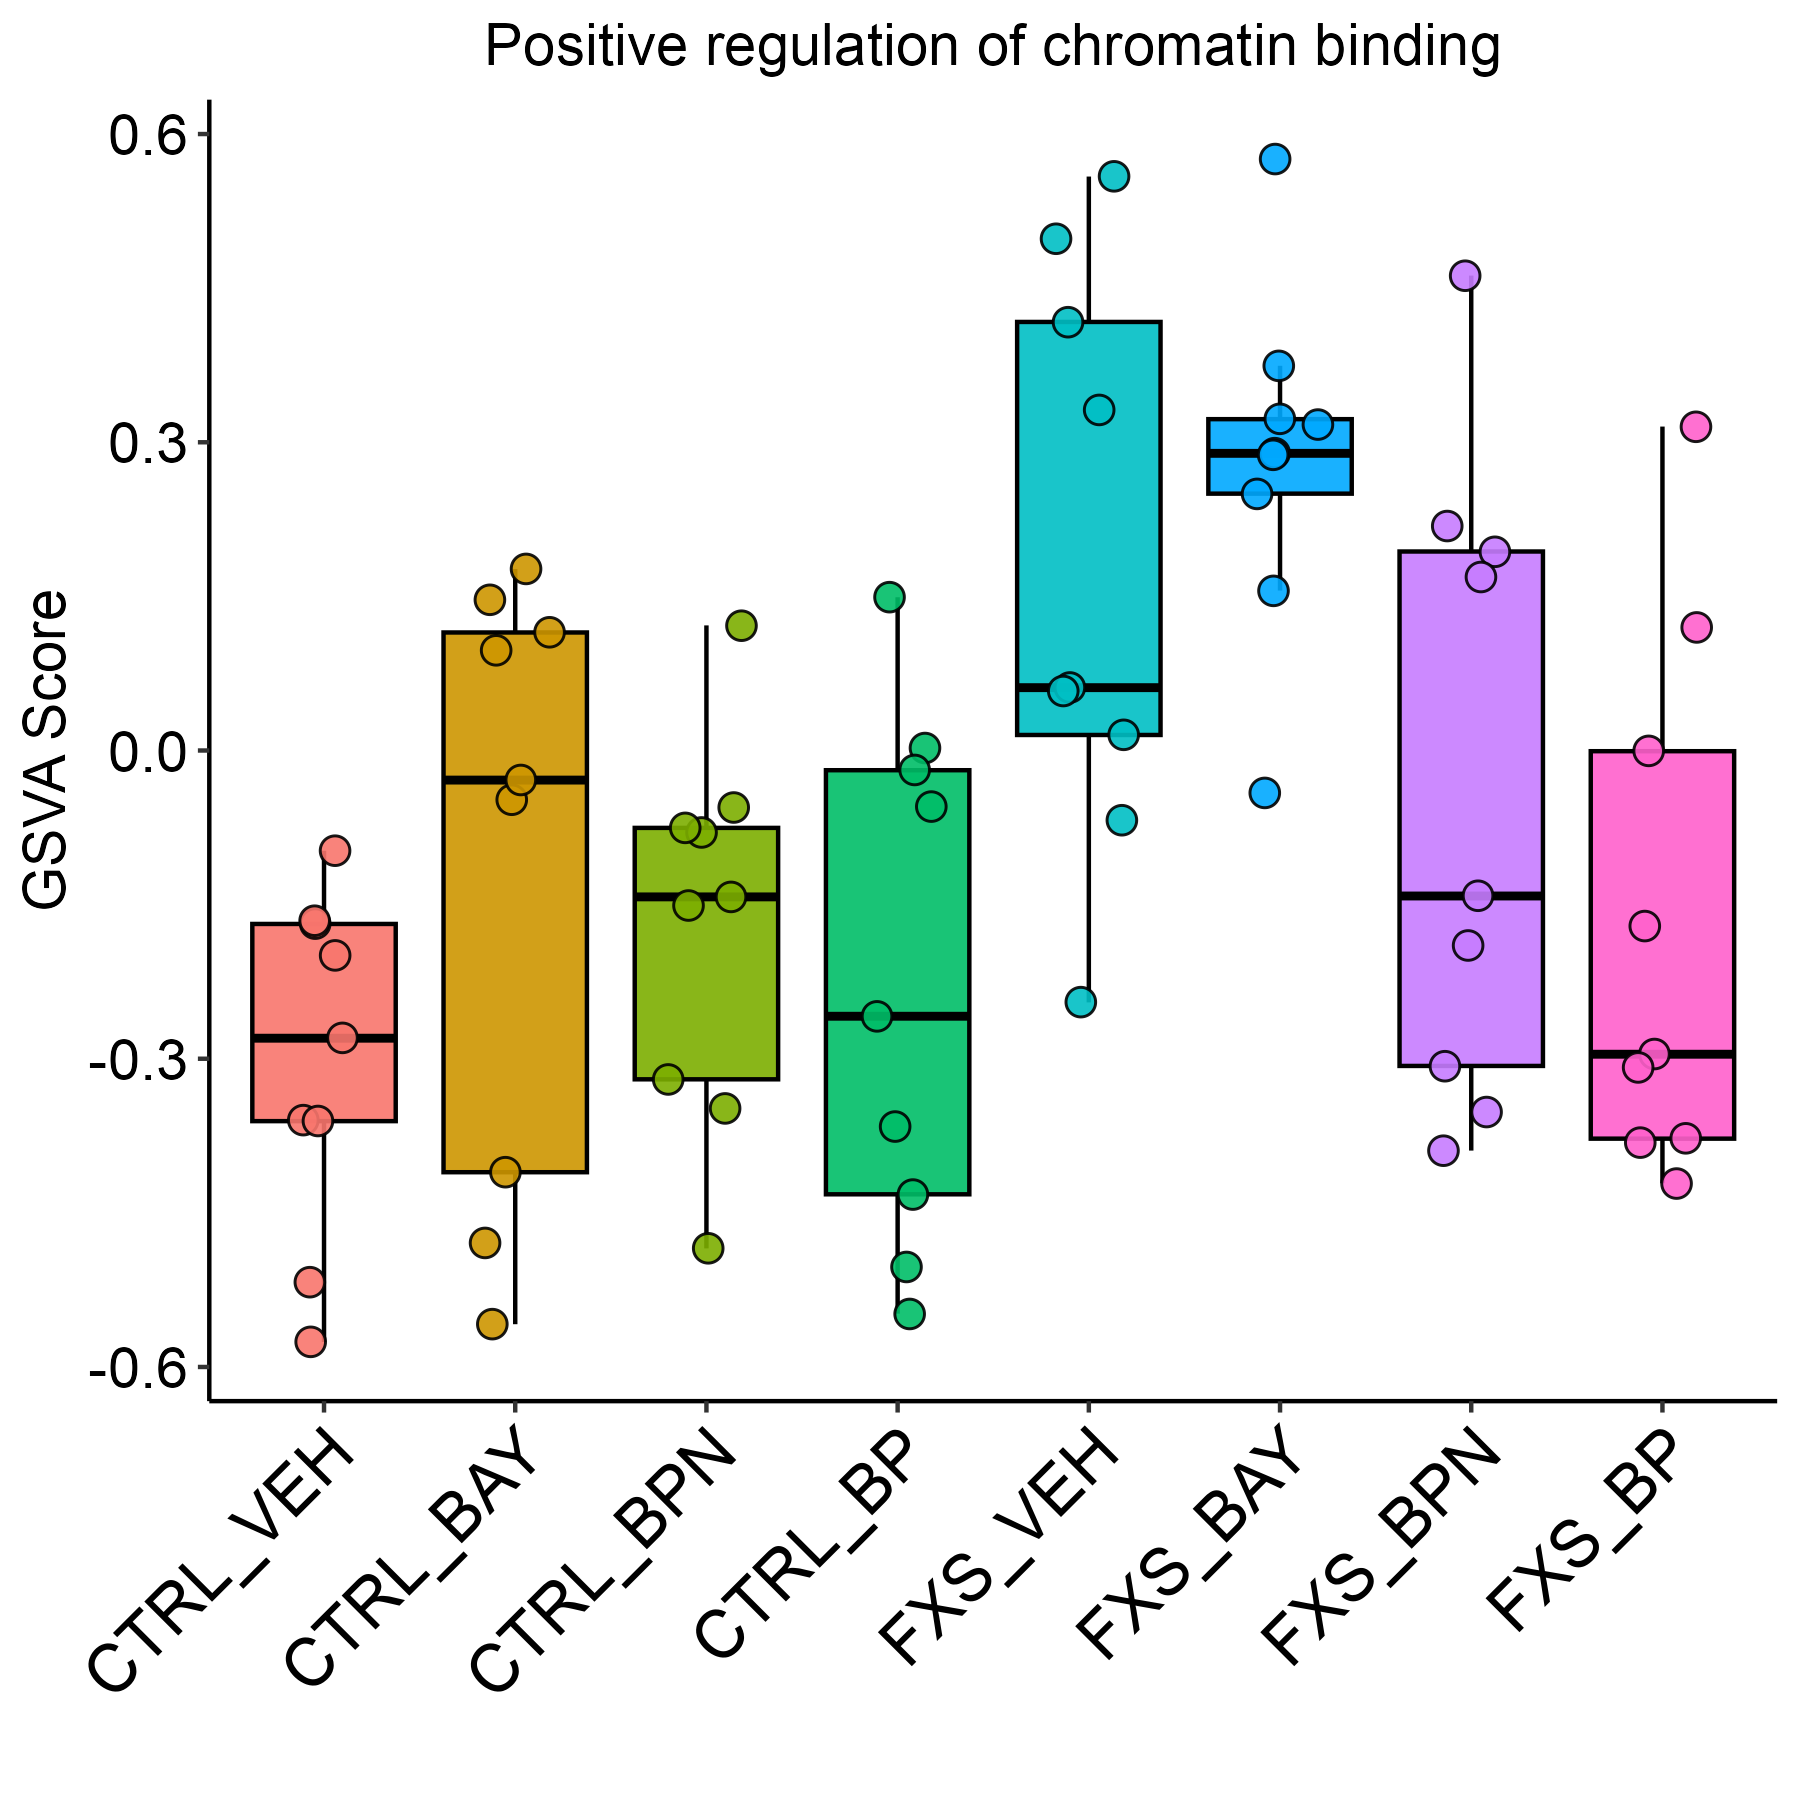 Positive regulation of chromatin binding
GSVA Score
0.6
0.3
0.0
-0.3
-0.6
CTRL_VEH
CTRL_BAY
CTRL_BPN
CTRL_BP
FXS_VEH
FXS_BAY
FXS_BPN
FXS_BP